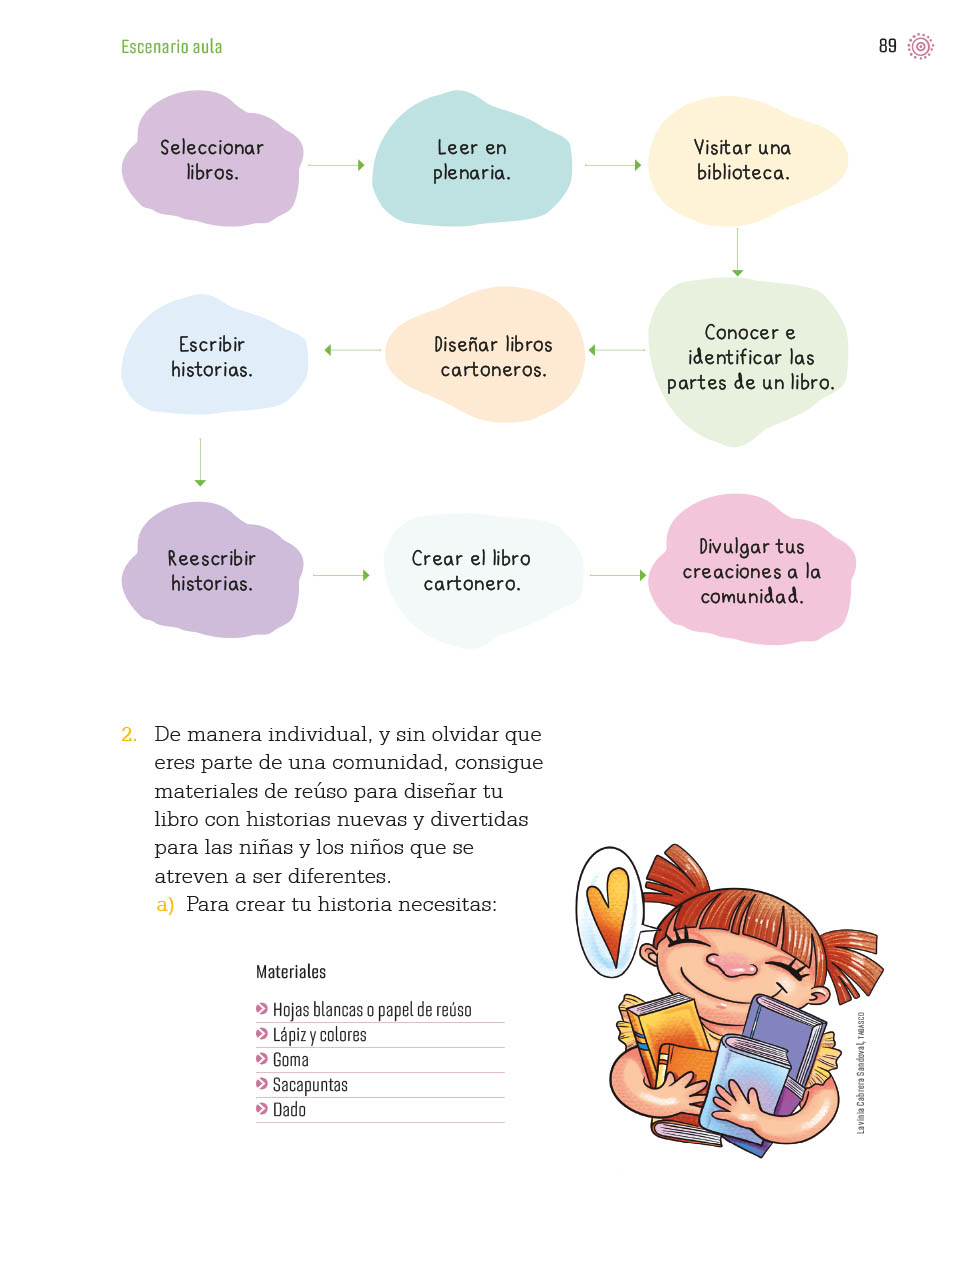 Escenario aula
89
Seleccionar
libros.
Leer en
plenaria.
Visitar una
biblioteca.
Conocer e
identificar las
partes de un libro.
Diseñar libros
cartoneros.
Escribir
historias.
Reescribir
historias.
Crear el libro
cartonero.
Divulgar tus
creaciones a la
comunidad.
2. De manera individual, y sin olvidar que
eres parte de una comunidad, consigue
materiales de reúso para diseñar tu
libro con historias nuevas y divertidas
para las niñas y los niños que se
atreven a ser diferentes.
a) Para crear tu historia necesitas:
Materiales
Hojas blancas o papel de reúso
Lápiz y colores
Goma
Sacapuntas
Dado
Lavinia Cabrera Sandoval, TABASCO